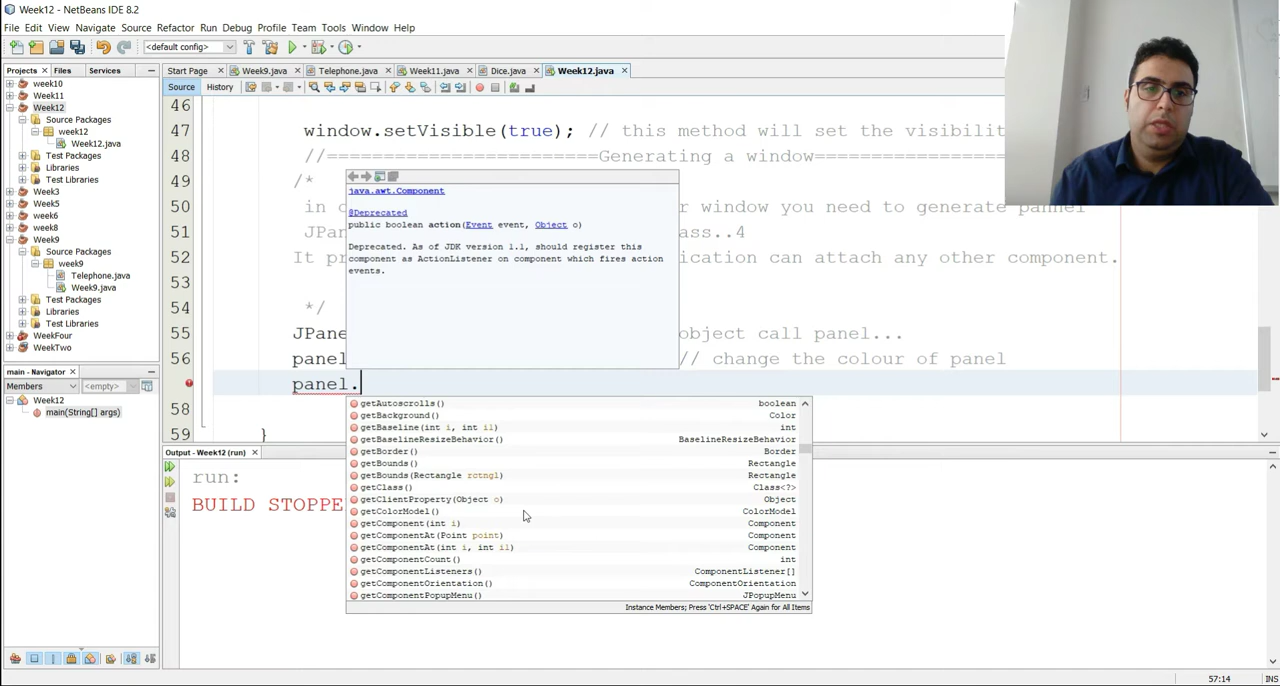 Week12 - NetBeans IDE 8.2
File Edit View Navigate Source Refactor Run Debug Profile Team Tools Window Help
<default config>
Projects Files Services
Start Page Week9.java Telephone.java Week11.java Dice.java Week12.java
Source History
week10
Week11
Week12
Source Packages
week12
Week12.java
Test Packages
Libraries
Test Libraries
Week3
Week5
week6
week8
Week9
Source Packages
week9
Telephone.java
Week9.java
Test Packages
Libraries
Test Libraries
WeekFour
WeekTwo
main - Navigator
Members <empty>
Week12
main(String[] args)
46
47 window.setVisible(true); // this method will set the visibilit
48 //========================Generating a window==================
49 /*
50 in o r window you need to generate pannel
51 JPan ass..4
52 It pr ication can attach any other component.
53
54 */
55 JPane object call panel...
56 panel // change the colour of panel
57 panel.
58
59 }
java.awt.Component
@Deprecated
public boolean action(Event event, Object o)
Deprecated. As of JDK version 1.1, should register this
component as ActionListener on component which fires action
events.
getAutoscrolls() boolean
getBackground() Color
getBaseline(int i, int i1) int
getBaselineResizeBehavior() BaselineResizeBehavior
getBorder() Border
getBounds() Rectangle
getBounds(Rectangle rctngl) Rectangle
getClass() Class<?>
getClientProperty(Object o) Object
getColorModel() ColorModel
getComponent(int i) Component
getComponentAt(Point point) Component
getComponentAt(int i, int i1) Component
getComponentCount() int
getComponentListeners() ComponentListener[]
getComponentOrientation() ComponentOrientation
getComponentPopupMenu() JPopupMenu
Instance Members; Press 'Ctrl+SPACE' Again for All Items
Output - Week12 (run)
run:
BUILD STOPPE
57:14 INS